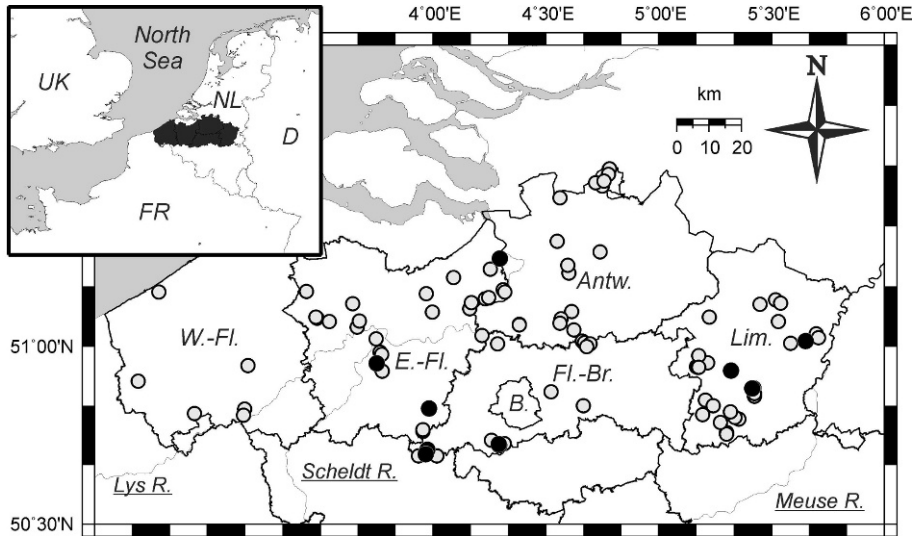 4°00'E 4°30'E 5°00'E 5°30'E 6°00'E
North
Sea
UK
NL
D
FR
N
km
0 10 20
Antw.
W.-Fl.
51°00'N
E.-Fl.
Lim.
Fl.-Br.
B.
Lys R.
Scheldt R.
Meuse R.
50°30'N